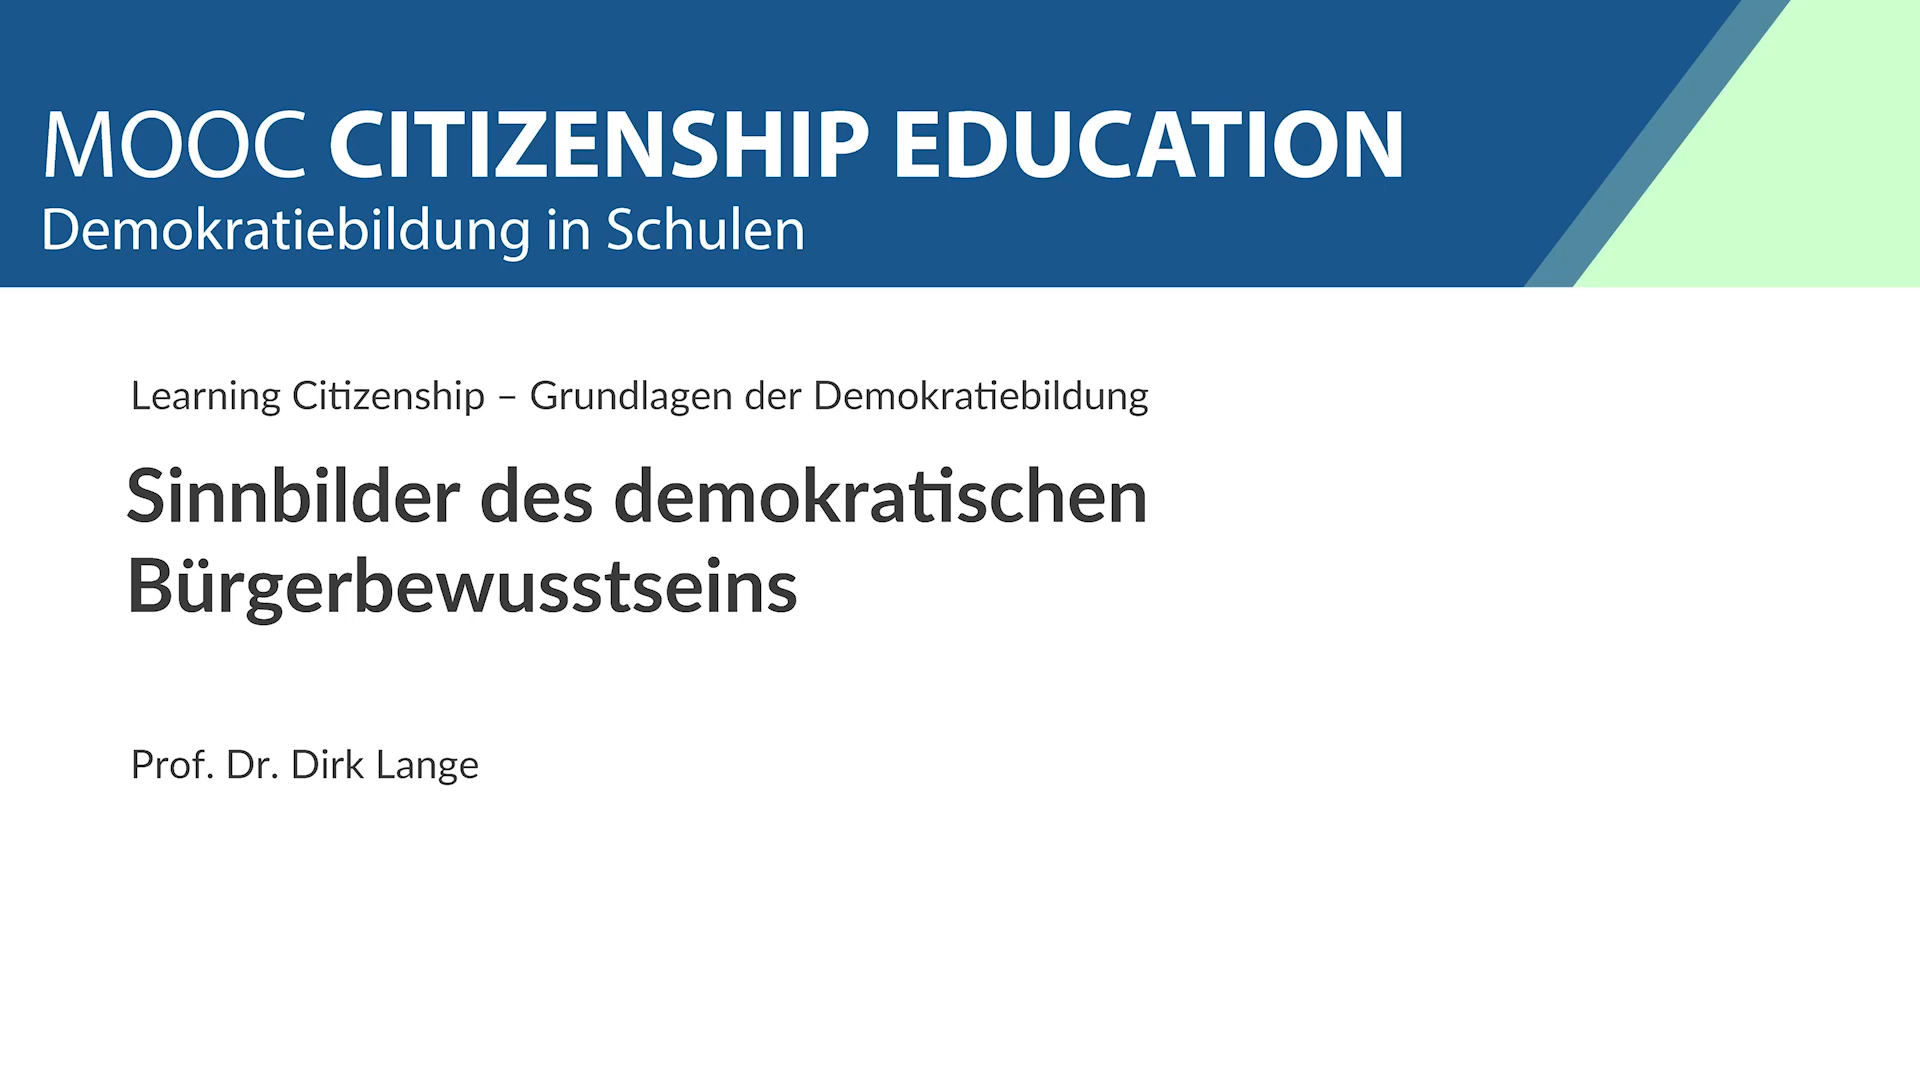 MOOC CITIZENSHIP EDUCATION
Demokratiebildung in Schulen
Learning Citizenship – Grundlagen der Demokratiebildung
Sinnbilder des demokratischen
Bürgerbewusstseins
Prof. Dr. Dirk Lange